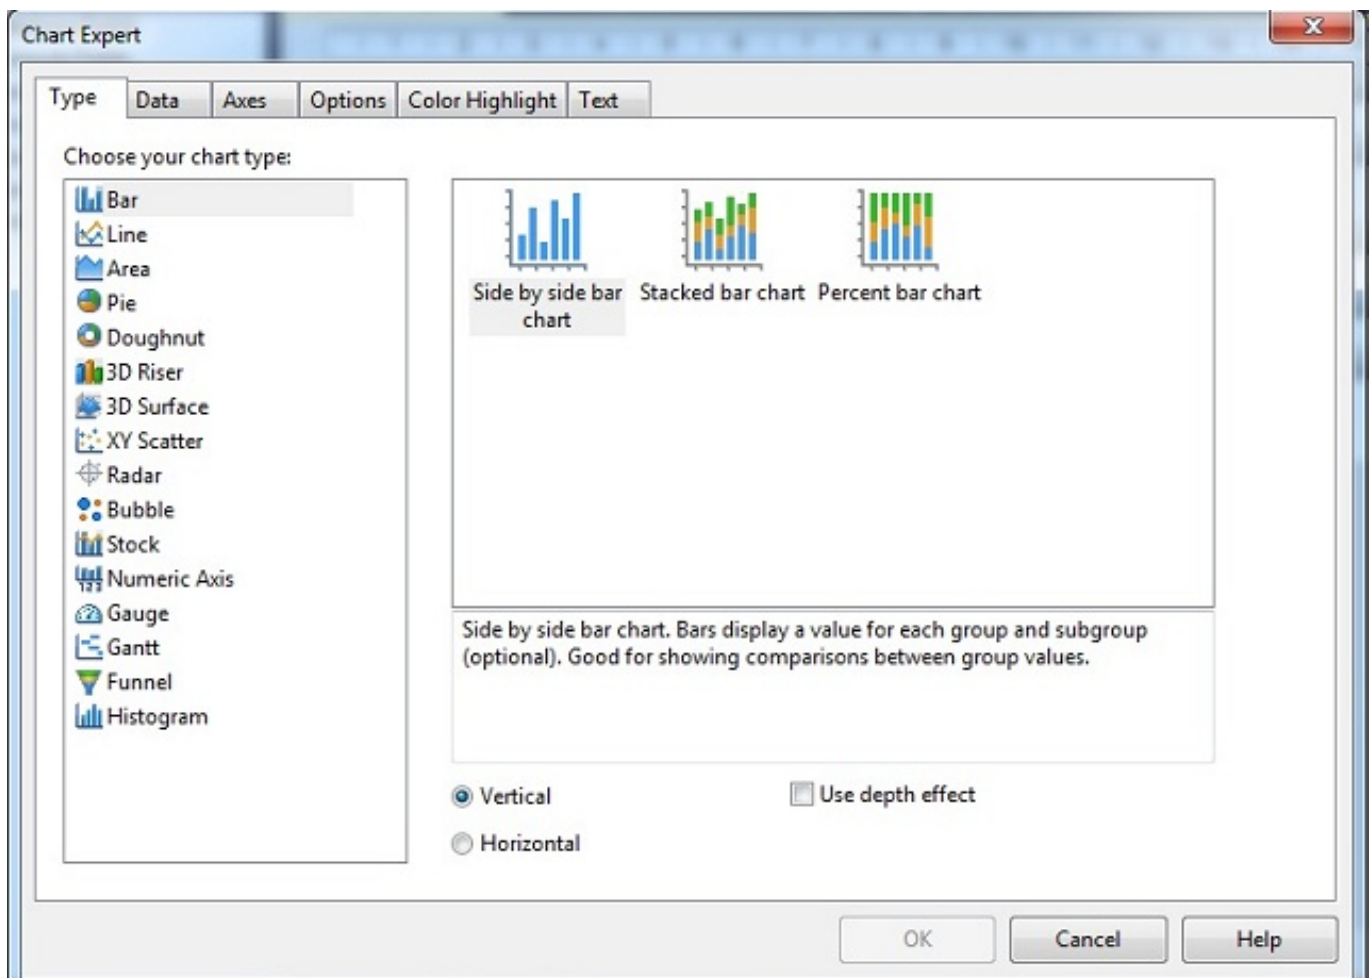 Chart Expert
Type
Data
Axes
Options
Color Highlight
Text
Choose your chart type:
Bar
Line
Area
Pie
Doughnut
3D Riser
3D Surface
XY Scatter
Radar
Bubble
Stock
Numeric Axis
Gauge
Gantt
Funnel
Histogram
Side by side bar
chart
Stacked bar chart
Percent bar chart
Side by side bar chart. Bars display a value for each group and subgroup
(optional). Good for showing comparisons between group values.
Vertical
Use depth effect
Horizontal
OK
Cancel
Help